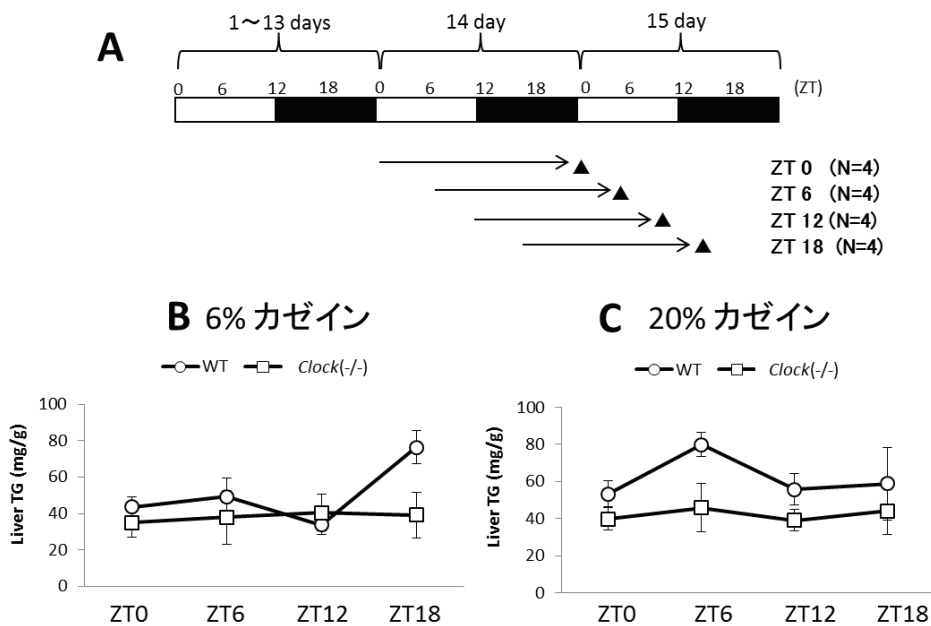 A
1～13 days 14 day 15 day
0 6 12 18 0 6 12 18 0 6 12 18 (ZT)
ZT 0 (N=4)
ZT 6 (N=4)
ZT 12 (N=4)
ZT 18 (N=4)
B 6% カゼイン
WT Clock(-/-)
Liver TG (mg/g)
100
80
60
40
20
0
ZT0 ZT6 ZT12 ZT18
C 20% カゼイン
WT Clock(-/-)
Liver TG (mg/g)
100
80
60
40
20
0
ZT0 ZT6 ZT12 ZT18